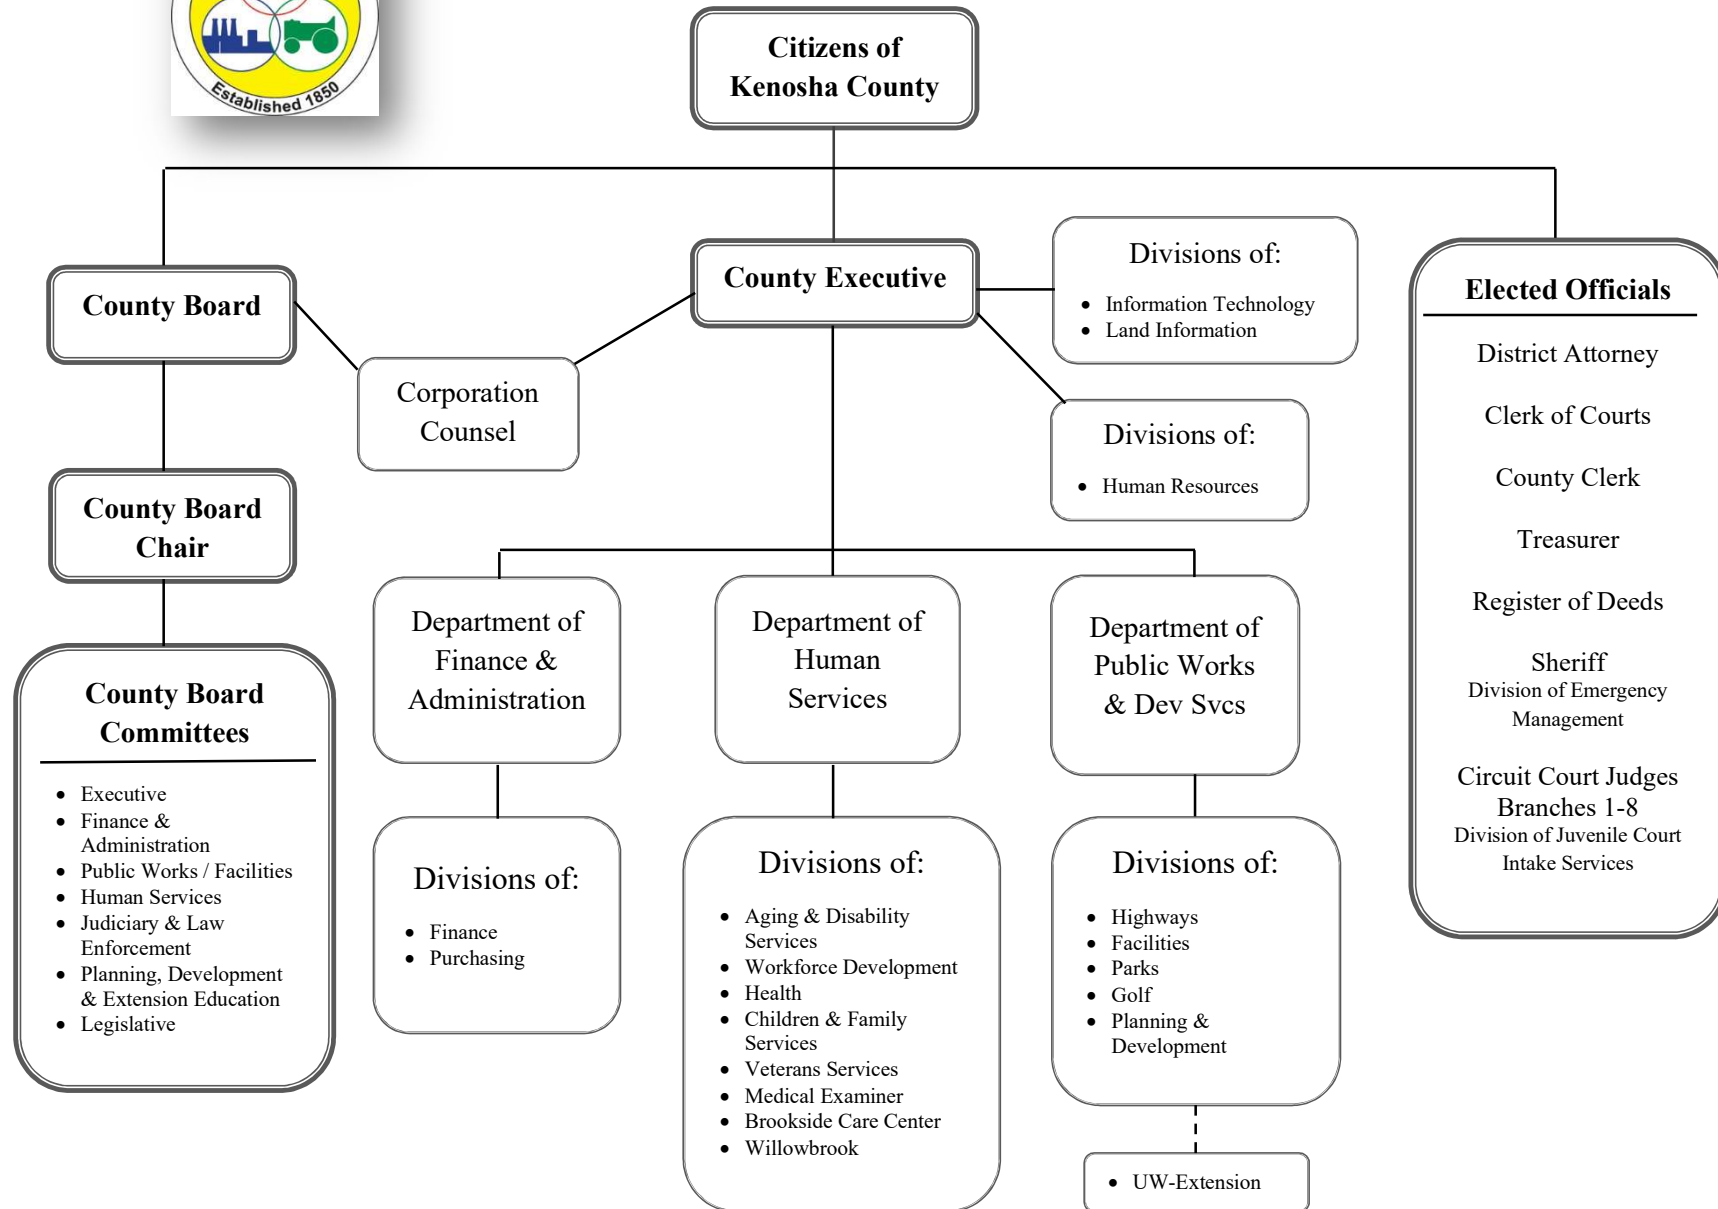 Established 1850
Citizens of
Kenosha County
County Board
Corporation
Counsel
County Executive
Divisions of:
• Information Technology
• Land Information
Divisions of:
• Human Resources
County Board
Chair
County Board
Committees
• Executive
• Finance &
Administration
• Public Works / Facilities
• Human Services
• Judiciary & Law
Enforcement
• Planning, Development
& Extension Education
• Legislative
Department of
Finance &
Administration
Divisions of:
• Finance
• Purchasing
Department of
Human
Services
Divisions of:
• Aging & Disability
Services
• Workforce Development
• Health
• Children & Family
Services
• Veterans Services
• Medical Examiner
• Brookside Care Center
• Willowbrook
Department of
Public Works
& Dev Svcs
Divisions of:
• Highways
• Facilities
• Parks
• Golf
• Planning &
Development
• UW-Extension
Elected Officials
District Attorney
Clerk of Courts
County Clerk
Treasurer
Register of Deeds
Sheriff
Division of Emergency
Management
Circuit Court Judges
Branches 1-8
Division of Juvenile Court
Intake Services